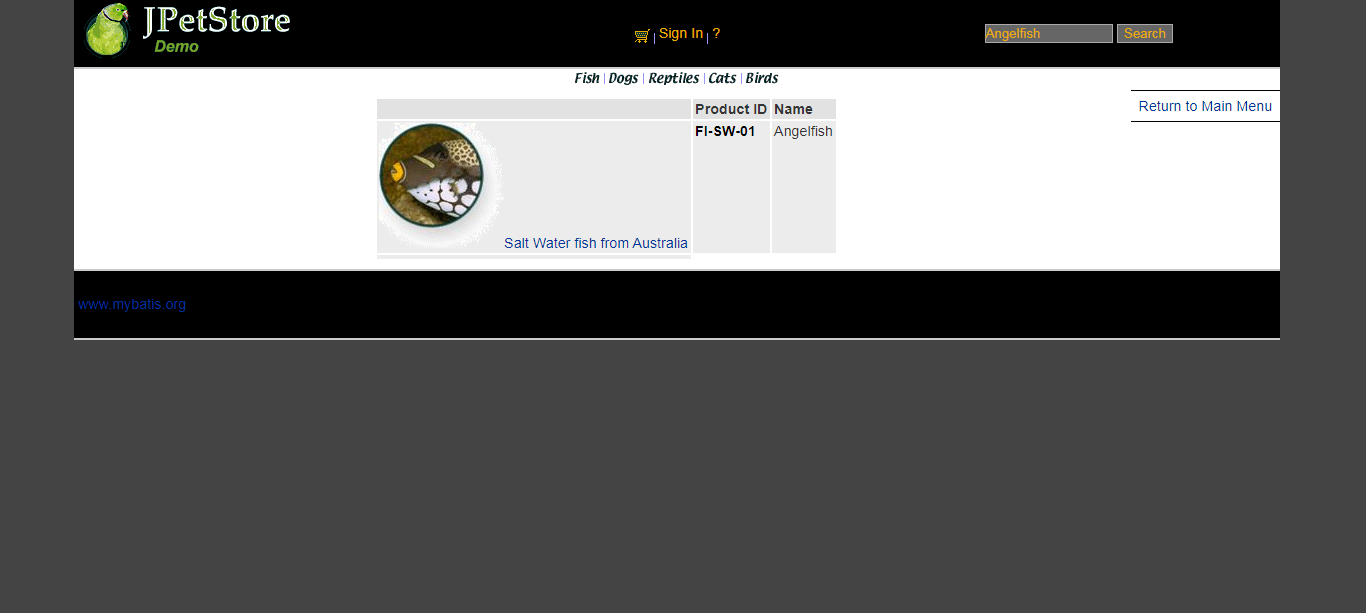 JPetStore
Demo
Sign In ?
Angelfish Search
Fish Dogs Reptiles Cats Birds
Return to Main Menu
Product ID Name
FI-SW-01 Angelfish
Salt Water fish from Australia
www.mybatis.org